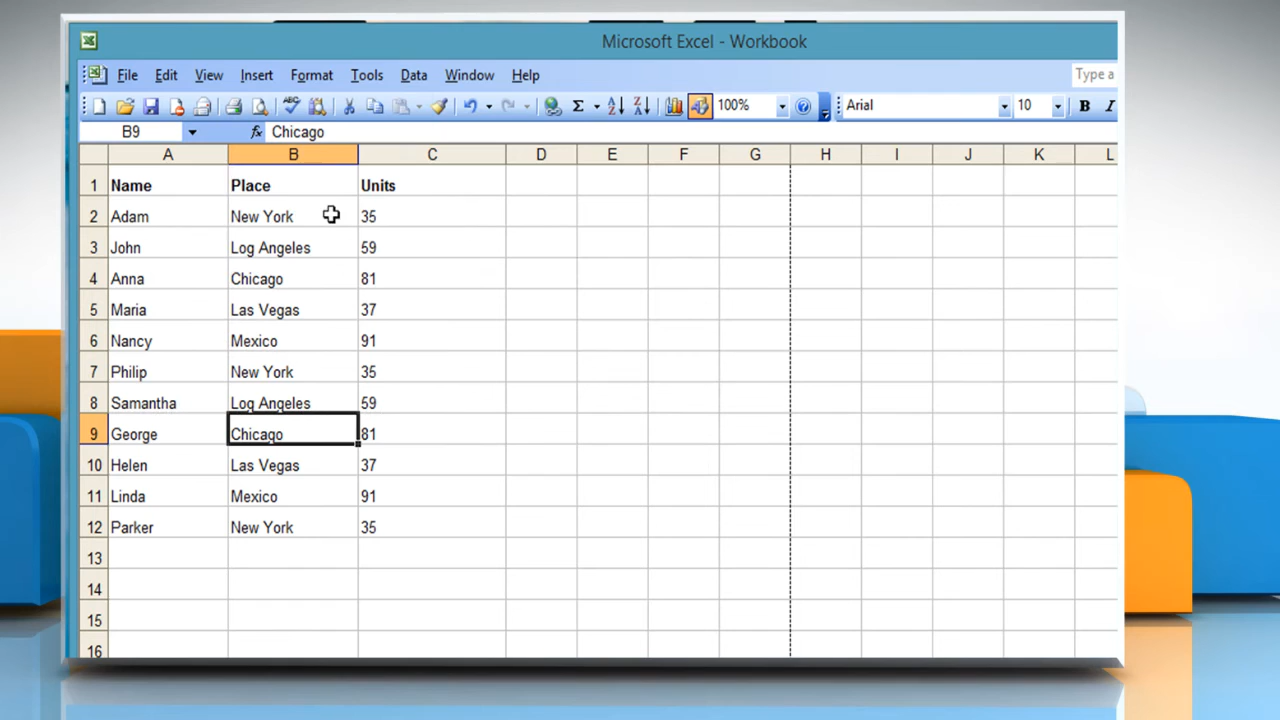 Microsoft Excel - Workbook
File Edit View Insert Format Tools Data Window Help Type a
100% Arial 10 B I
B9 fx Chicago
A B C D E F G H I J K L
1 Name Place Units
2 Adam New York 35
3 John Log Angeles 59
4 Anna Chicago 81
5 Maria Las Vegas 37
6 Nancy Mexico 91
7 Philip New York 35
8 Samantha Log Angeles 59
9 George Chicago 81
10 Helen Las Vegas 37
11 Linda Mexico 91
12 Parker New York 35
13
14
15
16